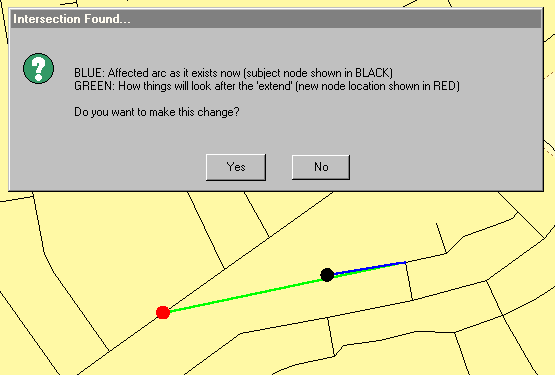 Intersection Found...
?
BLUE: Affected arc as it exists now (subject node shown in BLACK)
GREEN: How things will look after the 'extend' (new node location shown in RED)
Do you want to make this change?
Yes No